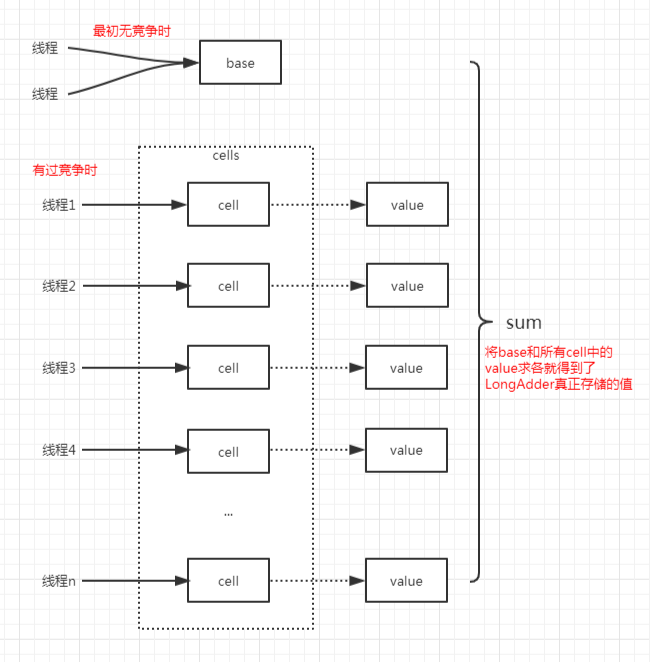 最初无竞争时
线程
base
线程
cells
有过竞争时
线程1
cell
value
线程2
cell
value
sum
将base和所有cell中的
value求各就得到了
LongAdder真正存储的值
线程3
cell
value
线程4
cell
value
...
线程n
cell
value